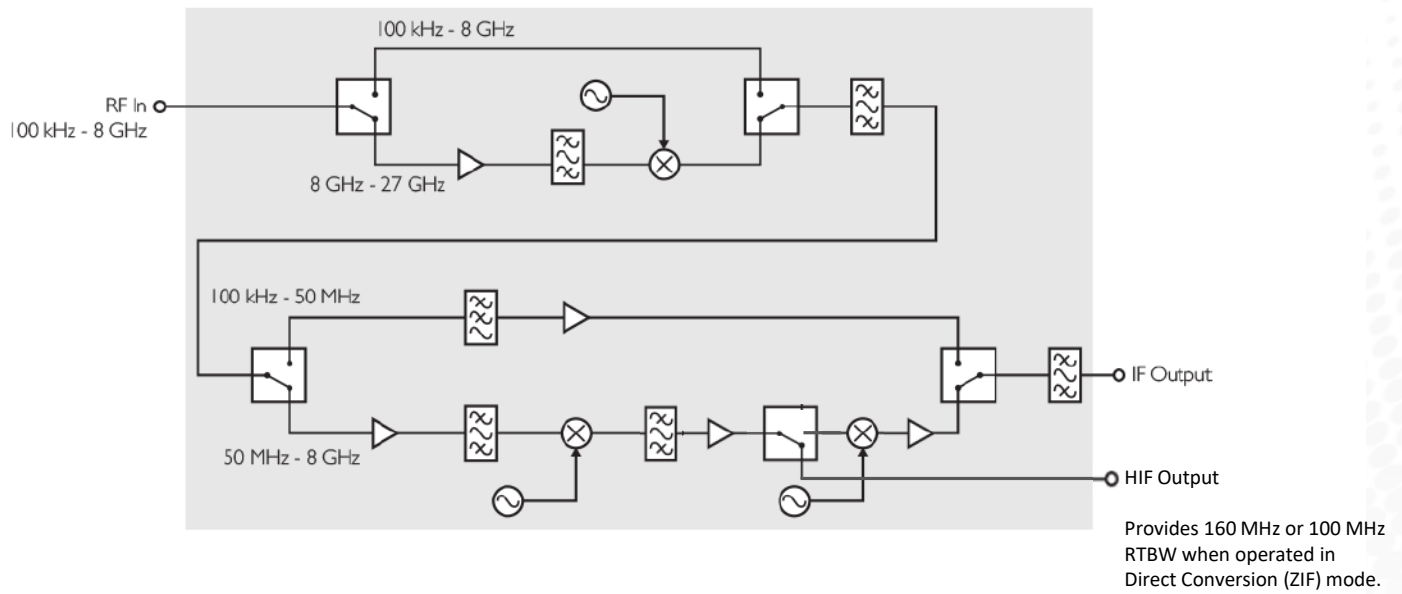 100 kHz - 8 GHz
RF In
100 kHz - 8 GHz
8 GHz - 27 GHz
100 kHz - 50 MHz
IF Output
50 MHz - 8 GHz
HIF Output
Provides 160 MHz or 100 MHz
RTBW when operated in
Direct Conversion (ZIF) mode.